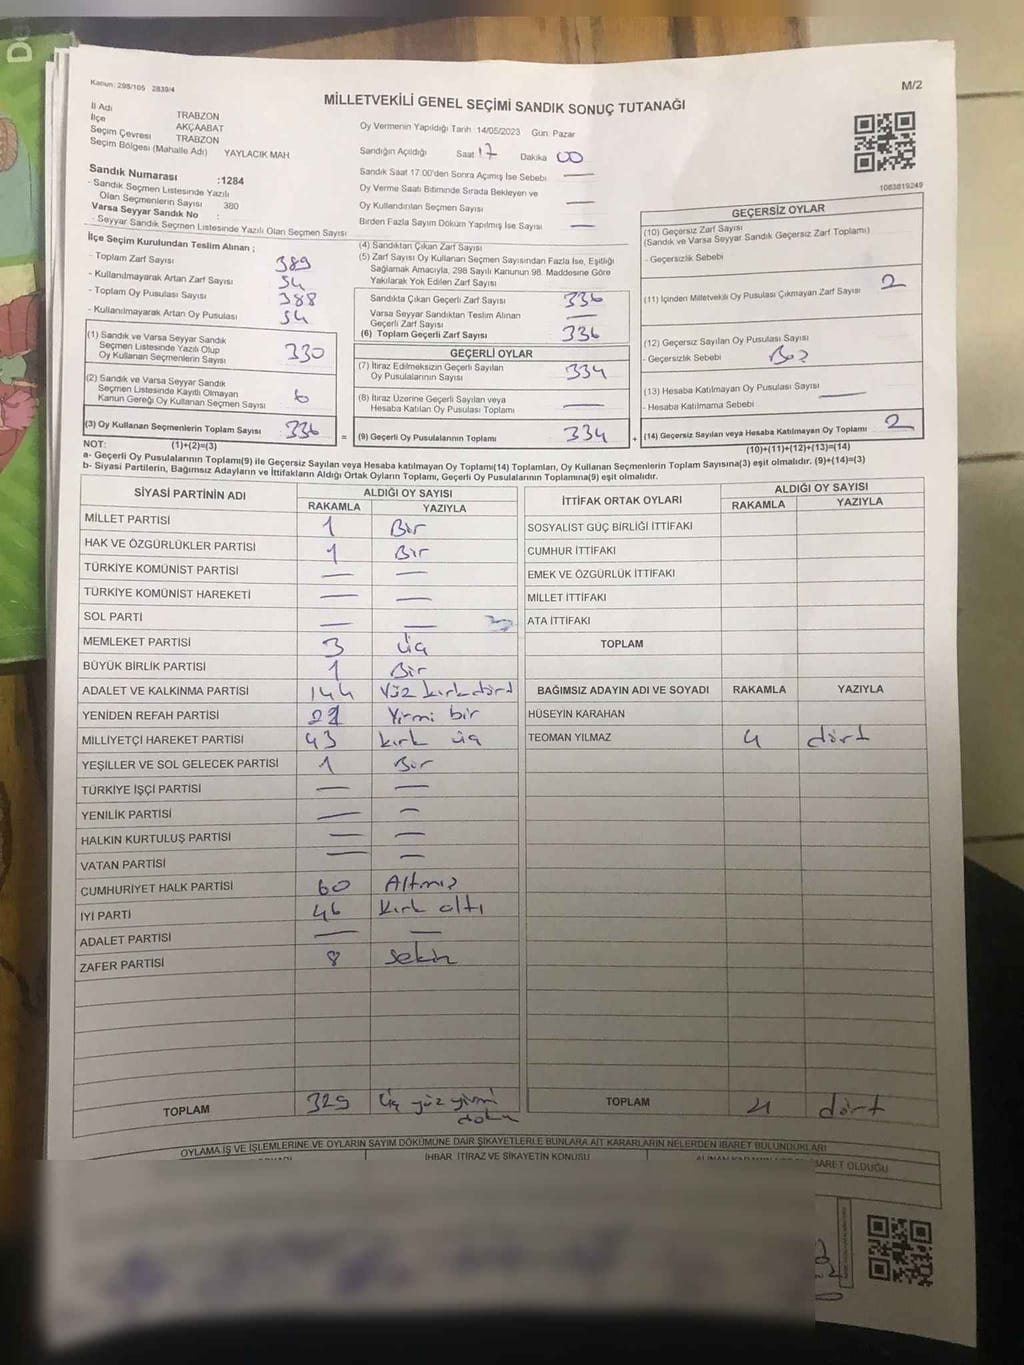 Kanun: 298/105 2839/4
M/2
MİLLETVEKİLİ GENEL SEÇİMİ SANDIK SONUÇ TUTANAĞI
İl Adı TRABZON
İlçe AKÇAABAT
Seçim Çevresi TRABZON
Seçim Bölgesi (Mahalle Adı) YAYLACIK MAH
Sandık Numarası :1284
- Sandık Seçmen Listesinde Yazılı
Olan Seçmenlerin Sayısı 380
Varsa Seyyar Sandık No :
- Seyyar Sandık Seçmen Listesinde Yazılı Olan Seçmen Sayısı
Oy Vermenin Yapıldığı Tarih 14/05/2023 Gün Pazar
Sandığın Açıldığı Saat 17 Dakika 00
Sandık Saat 17.00'den Sonra Açımış İse Sebebi —
Oy Verme Saati Bitiminde Sırada Bekleyen ve
Oy Kullandırılan Seçmen Sayısı —
Birden Fazla Sayım Döküm Yapılmış İse Sayısı —
1083819249
İlçe Seçim Kurulundan Teslim Alınan ;
- Toplam Zarf Sayısı 389
- Kullanılmayarak Artan Zarf Sayısı 54
- Toplam Oy Pusulası Sayısı 388
- Kullanılmayarak Artan Oy Pusulası 54
(1) Sandık ve Varsa Seyyar Sandık
Seçmen Listesinde Yazılı Olup
Oy Kullanan Seçmenlerin Sayısı 330
(2) Sandık ve Varsa Seyyar Sandık
Seçmen Listesinde Kayıtlı Olmayan
Kanun Gereği Oy Kullanan Seçmen Sayısı 6
(3) Oy Kullanan Seçmenlerin Toplam Sayısı 336
(4) Sandıktan Çıkan Zarf Sayısı
(5) Zarf Sayısı Oy Kullanan Seçmen Sayısından Fazla İse, Eşitliği
Sağlamak Amacıyla, 298 Sayılı Kanunun 98. Maddesine Göre
Yakılarak Yok Edilen Zarf Sayısı
Sandıkta Çıkan Geçerli Zarf Sayısı 336
Varsa Seyyar Sandıktan Teslim Alınan
Geçerli Zarf Sayısı —
(6) Toplam Geçerli Zarf Sayısı 336
GEÇERLİ OYLAR
(7) İtiraz Edilmeksizin Geçerli Sayılan
Oy Pusulalarının Sayısı 334
(8) İtiraz Üzerine Geçerli Sayılan veya
Hesaba Katılan Oy Pusulası Toplamı —
= (9) Geçerli Oy Pusulalarının Toplamı 334 +
GEÇERSİZ OYLAR
(10) Geçersiz Zarf Sayısı
(Sandık ve Varsa Seyyar Sandık Geçersiz Zarf Toplamı)
- Geçersizlik Sebebi
(11) İçinden Milletvekili Oy Pusulası Çıkmayan Zarf Sayısı 2
(12) Geçersiz Sayılan Oy Pusulası Sayısı
- Geçersizlik Sebebi Boz
(13) Hesaba Katılmayan Oy Pusulası Sayısı —
- Hesaba Katılmama Sebebi
(14) Geçersiz Sayılan veya Hesaba Katılmayan Oy Toplamı 2
NOT: (1)+(2)=(3) (10)+(11)+(12)+(13)=(14)
a- Geçerli Oy Pusulalarının Toplamı(9) ile Geçersiz Sayılan veya Hesaba katılmayan Oy Toplamı(14) Toplamları, Oy Kullanan Seçmenlerin Toplam Sayısına(3) eşit olmalıdır. (9)+(14)=(3)
b- Siyasi Partilerin, Bağımsız Adayların ve İttifakların Aldığı Ortak Oyların Toplamı, Geçerli Oy Pusulalarının Toplamına(9) eşit olmalıdır.
SİYASİ PARTİNİN ADI ALDIĞI OY SAYISI
RAKAMLA YAZIYLA
MİLLET PARTİSİ 1 Bir
HAK VE ÖZGÜRLÜKLER PARTİSİ 1 Bir
TÜRKİYE KOMÜNİST PARTİSİ — —
TÜRKİYE KOMÜNİST HAREKETİ — —
SOL PARTİ — —
MEMLEKET PARTİSİ 3 üç
BÜYÜK BİRLİK PARTİSİ 1 Bir
ADALET VE KALKINMA PARTİSİ 144 Yüz kırk dörd
YENİDEN REFAH PARTİSİ 21 Yirmi bir
MİLLİYETÇİ HAREKET PARTİSİ 43 kırk üç
YEŞİLLER VE SOL GELECEK PARTİSİ 1 Bir
TÜRKİYE İŞÇİ PARTİSİ — —
YENİLİK PARTİSİ — —
HALKIN KURTULUŞ PARTİSİ — —
VATAN PARTİSİ — —
CUMHURİYET HALK PARTİSİ 60 Altmış
İYİ PARTİ 46 Kırk altı
ADALET PARTİSİ — —
ZAFER PARTİSİ 8 Sekiz
TOPLAM 329 üç yüz yirmi
dokuz
İTTİFAK ORTAK OYLARI ALDIĞI OY SAYISI
RAKAMLA YAZIYLA
SOSYALİST GÜÇ BİRLİĞİ İTTİFAKI
CUMHUR İTTİFAKI
EMEK VE ÖZGÜRLÜK İTTİFAKI
MİLLET İTTİFAKI
ATA İTTİFAKI
TOPLAM
BAĞIMSIZ ADAYIN ADI VE SOYADI RAKAMLA YAZIYLA
HÜSEYİN KARAHAN
TEOMAN YILMAZ 4 dört
TOPLAM 4 dört
OYLAMA İŞ VE İŞLEMLERİNE VE OYLARIN SAYIM DÖKÜMÜNE DAİR ŞİKAYETLERLE BUNLARA AİT KARARLARIN NELERDEN İBARET BULUNDUKLARI
İHBAR İTİRAZ VE ŞİKAYETİN KONUSU